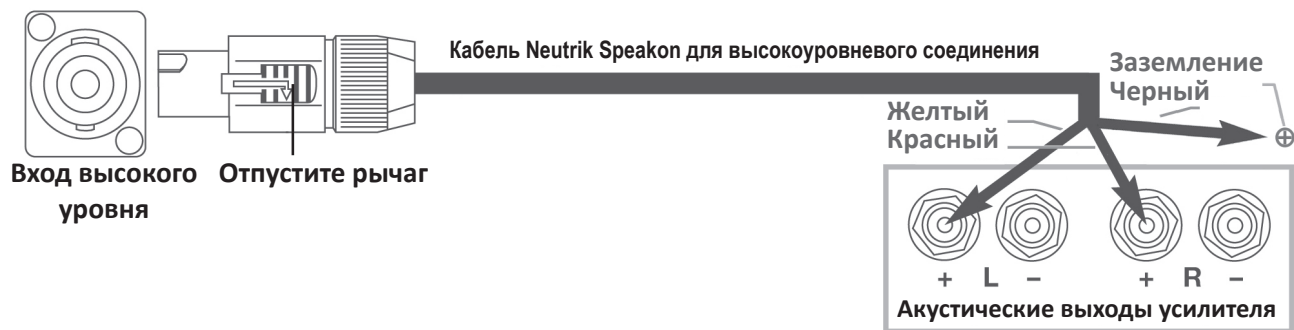 Кабель Neutrik Speakon для высокоуровневого соединения
Заземление
Черный
Желтый
Красный
Вход высокого
уровня
Отпустите рычаг
+ L − + R −
Акустические выходы усилителя